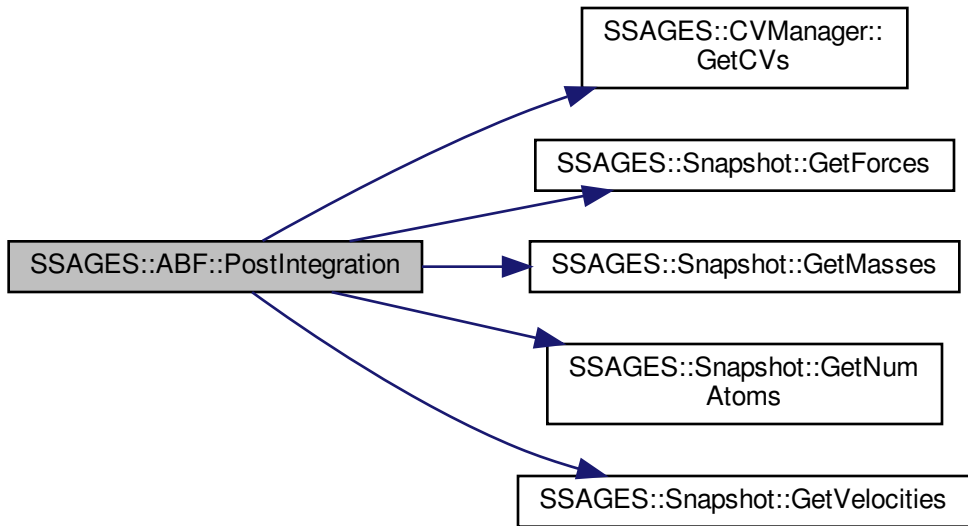 SSAGES::CVManager::
GetCVs
SSAGES::Snapshot::GetForces
SSAGES::ABF::PostIntegration
SSAGES::Snapshot::GetMasses
SSAGES::Snapshot::GetNum
Atoms
SSAGES::Snapshot::GetVelocities